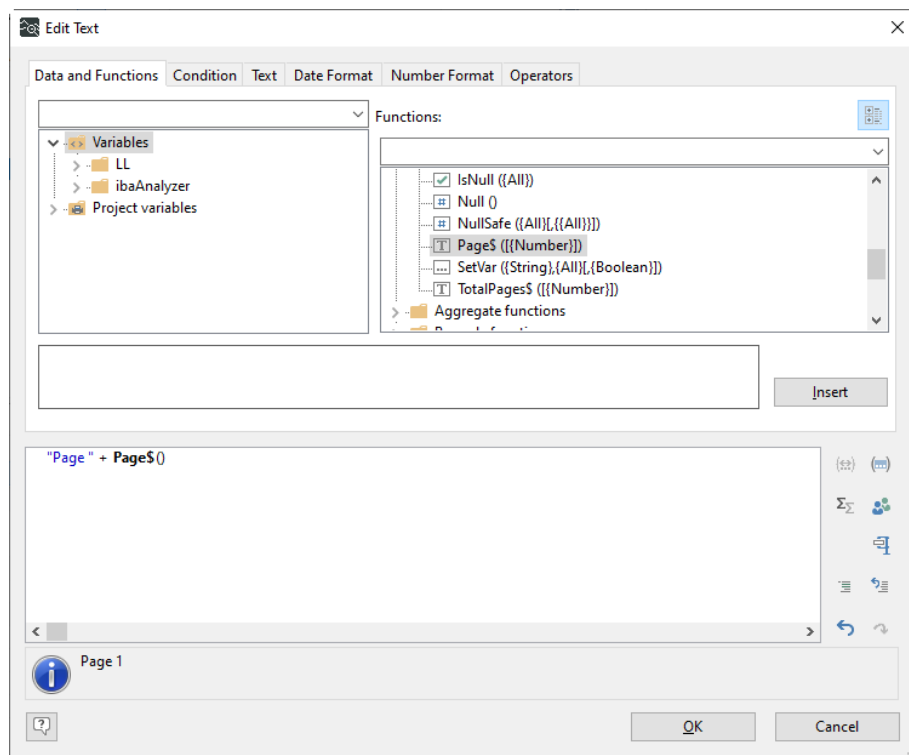 Edit Text
Data and Functions Condition Text Date Format Number Format Operators
Functions:
Variables
LL
ibaAnalyzer
Project variables
IsNull ({All})
Null ()
NullSafe ({All}[,{{All}}])
Page$ ([{Number}])
SetVar ({String},{All}[,{Boolean}])
TotalPages$ ([{Number}])
Aggregate functions
Insert
"Page " + Page$()
Page 1
OK Cancel